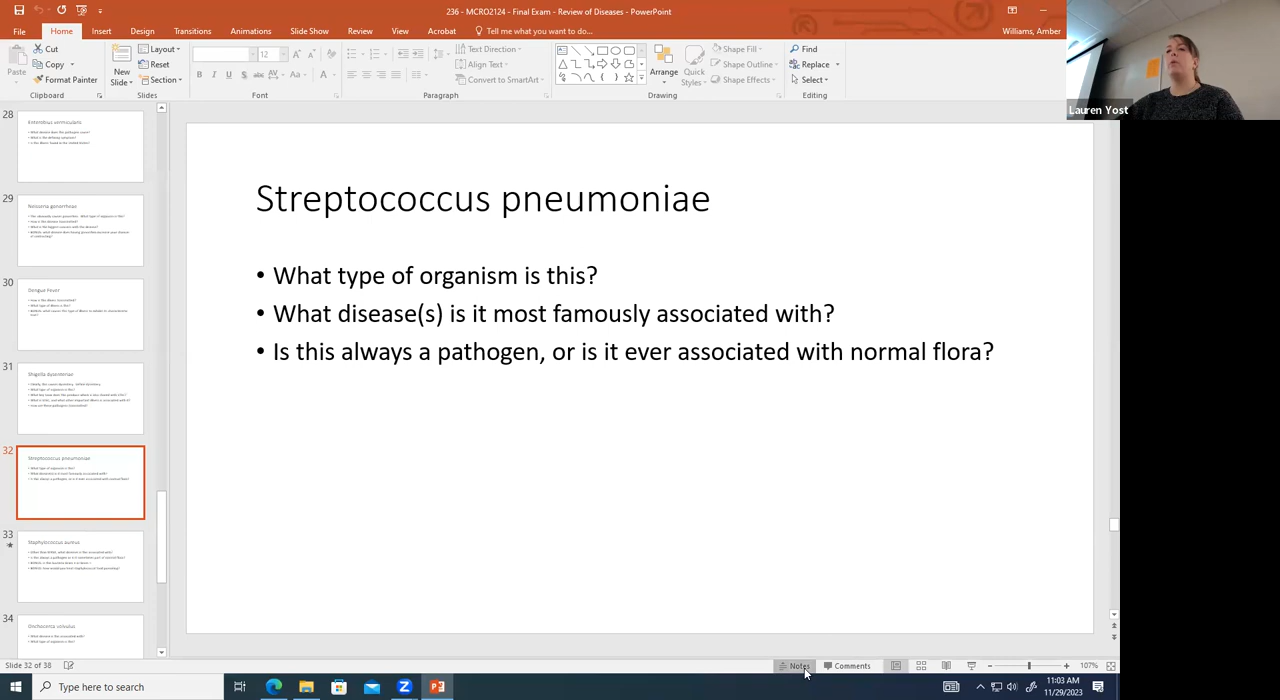 236 - MCRO2124 - Final Exam - Review of Diseases - PowerPoint
Williams, Amber
File Home Insert Design Transitions Animations Slide Show Review View Acrobat Tell me what you want to do...
Paste
Cut
Copy
Format Painter
Clipboard
New Slide
Layout
Reset
Section
Slides
12
B I U S abc AV Aa A
Font
Text Direction
Align Text
Convert to SmartArt
Paragraph
Arrange
Quick Styles
Shape Fill
Shape Outline
Shape Effects
Drawing
Find
Replace
Select
Editing
Lauren Yost
28
Enterobius vermicularis
29
Neisseria gonorrhoeae
30
Dengue Fever
31
Shigella dysenteriae
32
Streptococcus pneumoniae
33
Staphylococcus aureus
34
Onchocerca volvulus
Streptococcus pneumoniae
• What type of organism is this?
• What disease(s) is it most famously associated with?
• Is this always a pathogen, or is it ever associated with normal flora?
Slide 32 of 38
Notes
Comments
107%
Type here to search
11:03 AM
11/29/2023